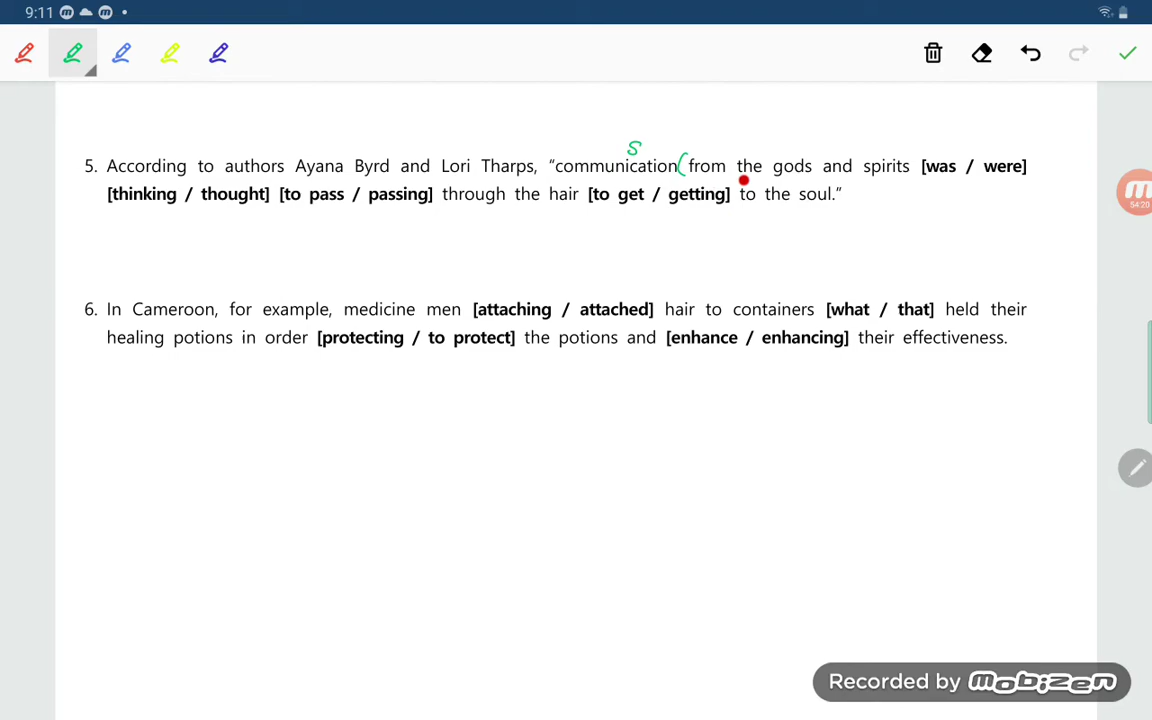 9:11
S
5. According to authors Ayana Byrd and Lori Tharps, “communication ( from the gods and spirits [was / were]
[thinking / thought] [to pass / passing] through the hair [to get / getting] to the soul.”
54:20
6. In Cameroon, for example, medicine men [attaching / attached] hair to containers [what / that] held their
healing potions in order [protecting / to protect] the potions and [enhance / enhancing] their effectiveness.
Recorded by mobizen